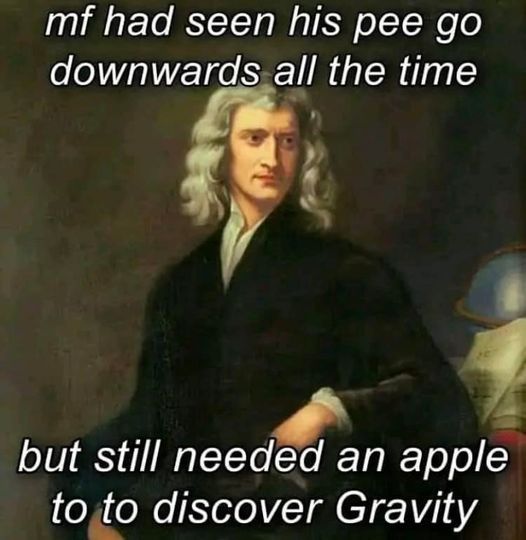 mf had seen his pee go
downwards all the time
but still needed an apple
to to discover Gravity